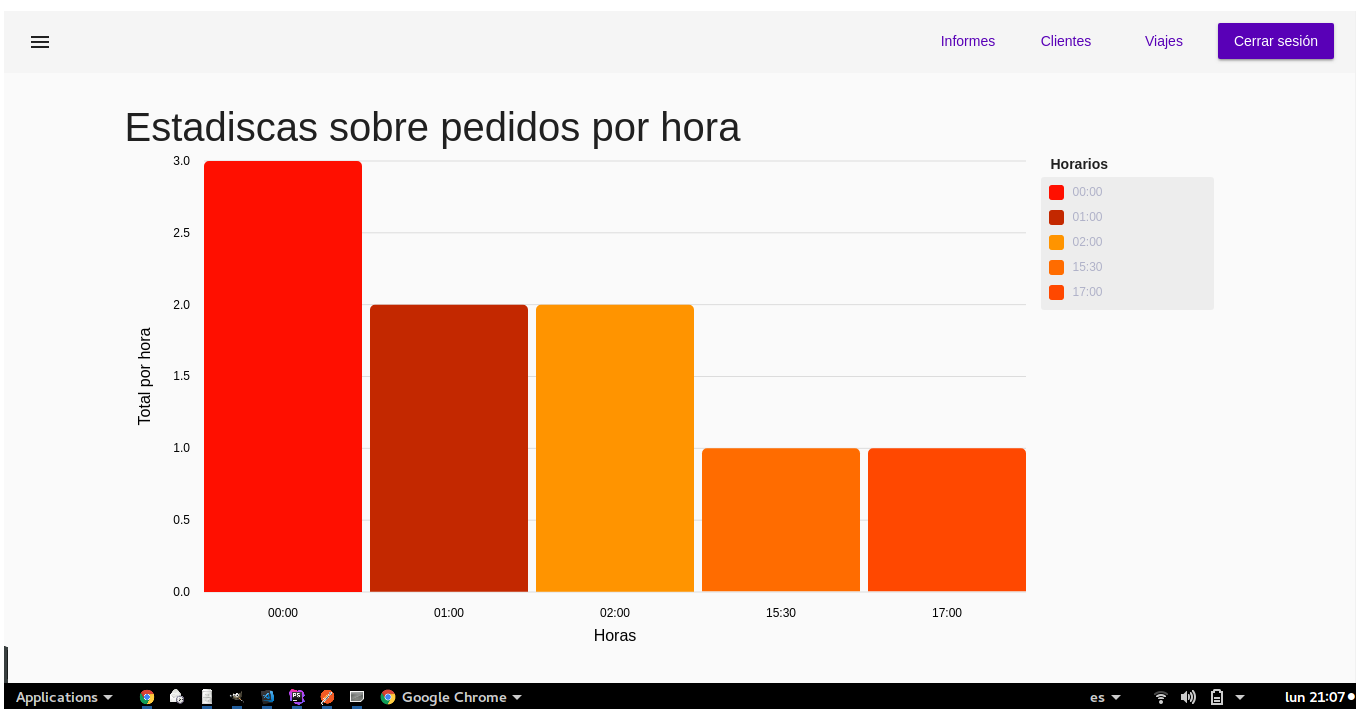 Informes Clientes Viajes Cerrar sesión
Estadiscas sobre pedidos por hora
3.0
2.5
2.0
1.5
1.0
0.5
0.0
Total por hora
00:00 01:00 02:00 15:30 17:00
Horas
Horarios
00:00
01:00
02:00
15:30
17:00
Applications Google Chrome es lun 21:07